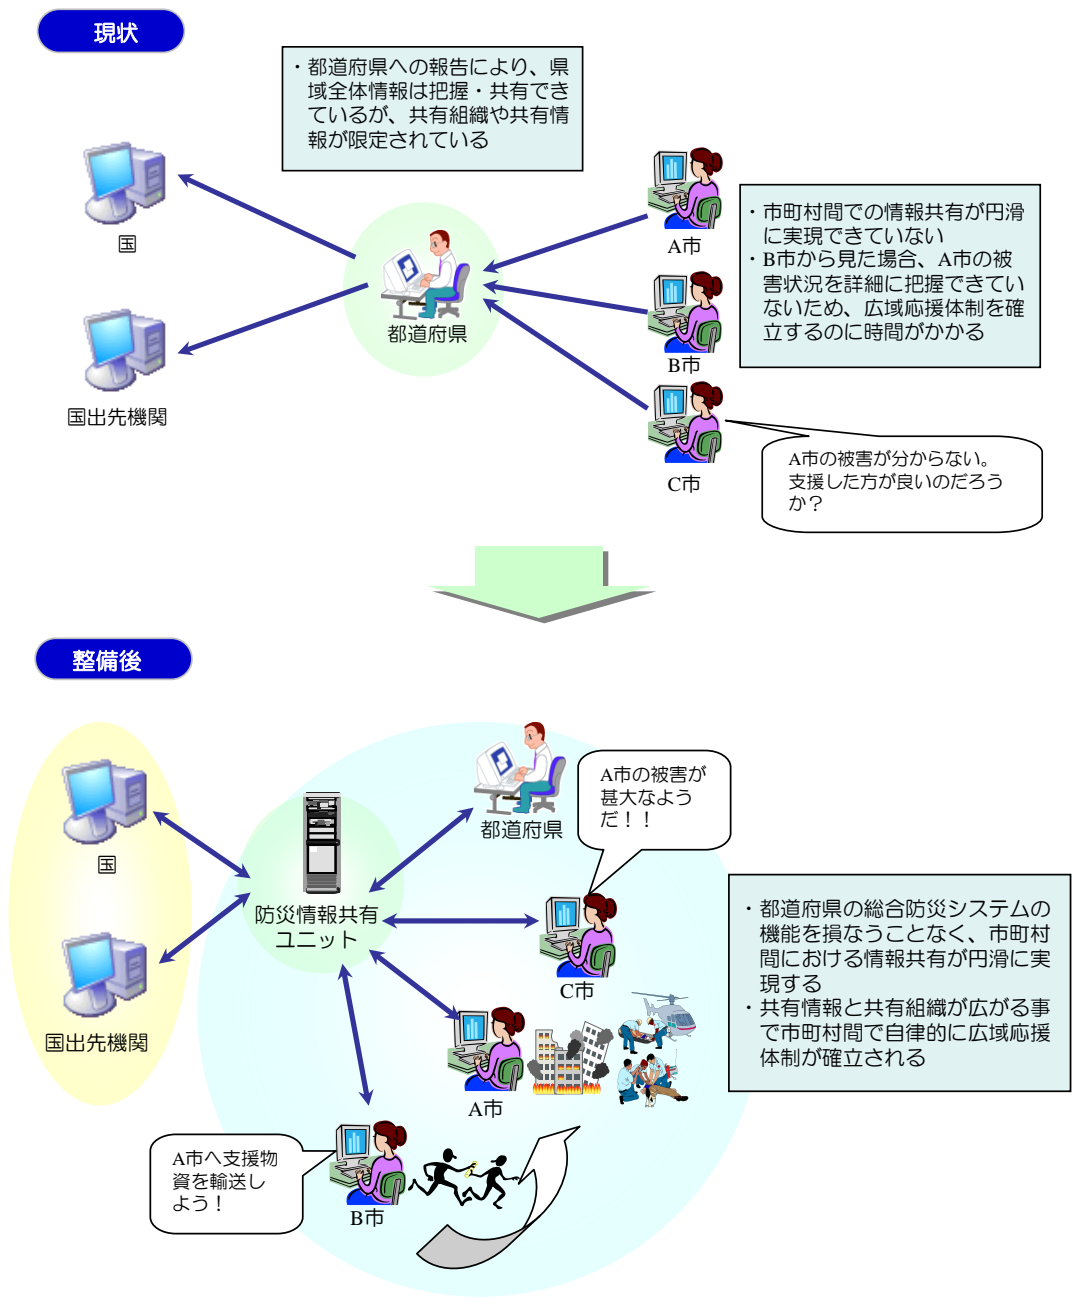 現状
・都道府県への報告により、県
域全体情報は把握・共有でき
ているが、共有組織や共有情
報が限定されている
国
A市
都道府県
・市町村間での情報共有が円滑
に実現できていない
・B市から見た場合、A市の被
害状況を詳細に把握できてい
ないため、広域応援体制を確
立するのに時間がかかる
B市
国出先機関
C市
A市の被害が分からない。
支援した方が良いのだろう
か？
整備後
国
都道府県
A市の被害が
甚大なよう
だ！！
防災情報共有
ユニット
・都道府県の総合防災システムの
機能を損なうことなく、市町村
間における情報共有が円滑に実
現する
・共有情報と共有組織が広がる事
で市町村間で自律的に広域応援
体制が確立される
C市
国出先機関
A市
A市へ支援物
資を輸送し
よう！
B市